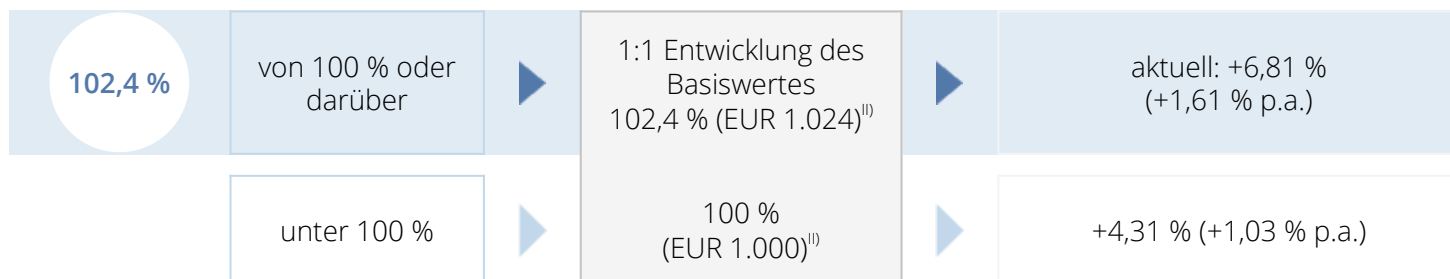 102,4 %
von 100 % oder
darüber
1:1 Entwicklung des
Basiswertes
102,4 % (EUR 1.024)II)
aktuell: +6,81 %
(+1,61 % p.a.)
unter 100 %
100 %
(EUR 1.000)II)
+4,31 % (+1,03 % p.a.)